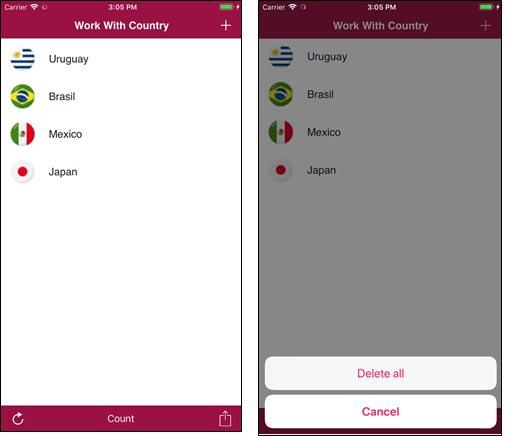 Carrier 3:05 PM
Work With Country
Uruguay
Brasil
Mexico
Japan
Count
Carrier 3:05 PM
Work With Country
Uruguay
Brasil
Mexico
Japan
Delete all
Cancel